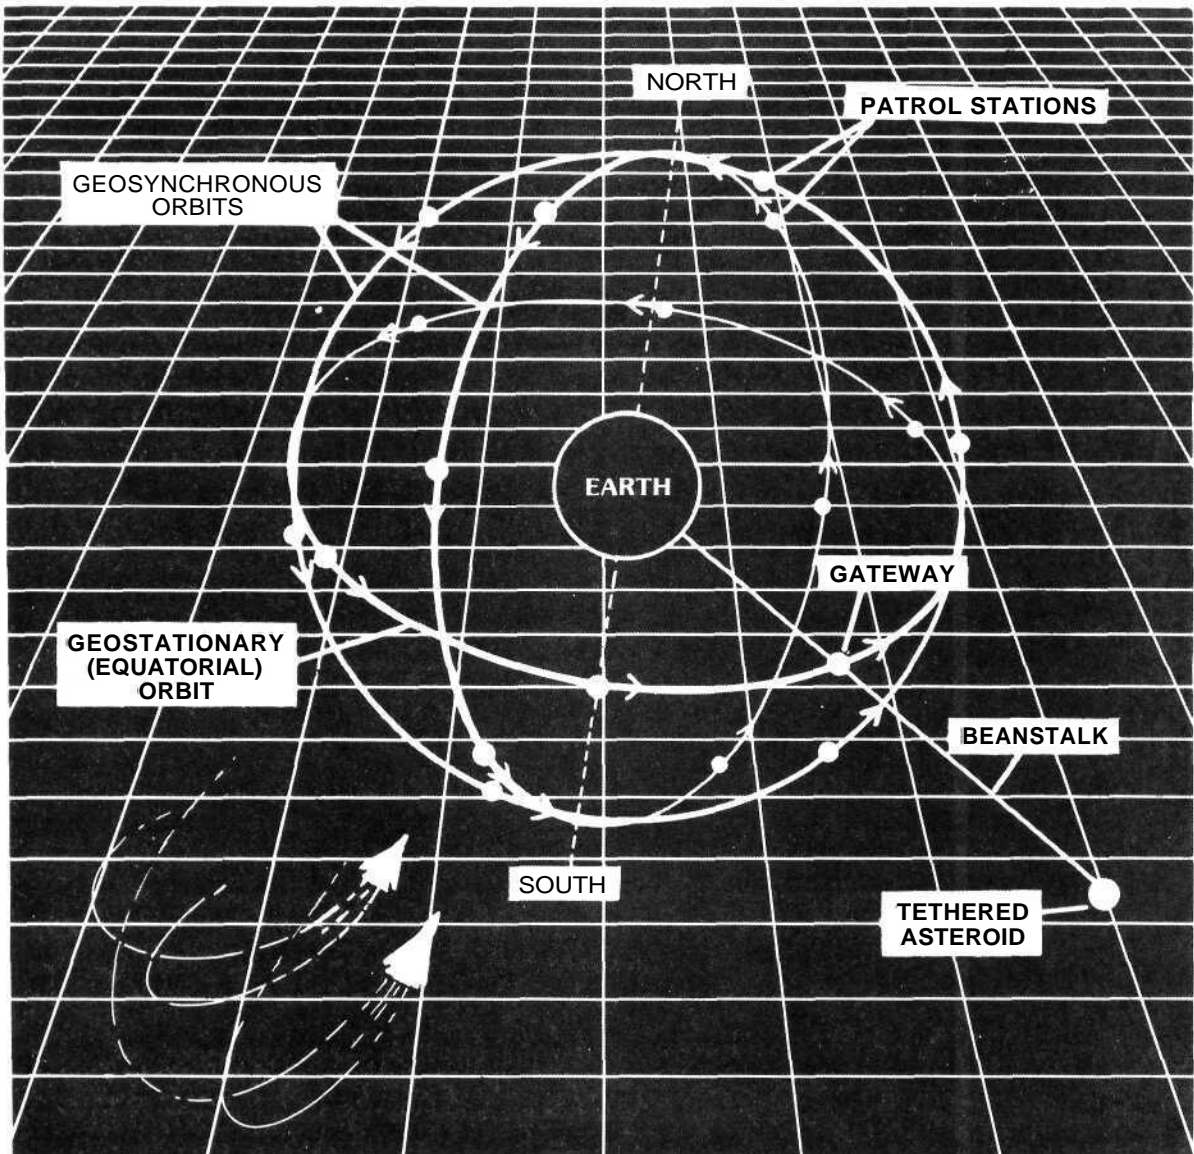 NORTH
PATROL STATIONS
GEOSYNCHRONOUS
ORBITS
EARTH
GATEWAY
GEOSTATIONARY
(EQUATORIAL)
ORBIT
BEANSTALK
SOUTH
TETHERED
ASTEROID